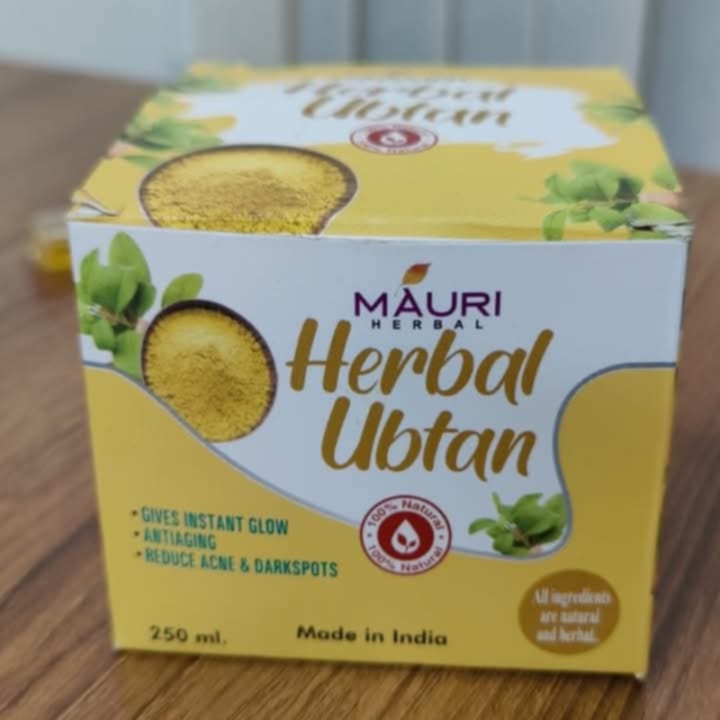 Herbal
Ubtan
MAURI
HERBAL
Herbal
Ubtan
100% Natural
100% Natural
• GIVES INSTANT GLOW
• ANTIAGING
• REDUCE ACNE & DARKSPOTS
All ingredients
are natural
and herbal..
250 ml.
Made in India